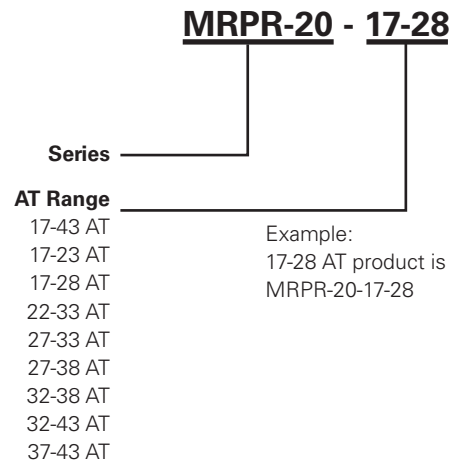 MRPR-20 - 17-28
Series
AT Range
17-43 AT
17-23 AT
17-28 AT
22-33 AT
27-33 AT
27-38 AT
32-38 AT
32-43 AT
37-43 AT
Example:
17-28 AT product is
MRPR-20-17-28